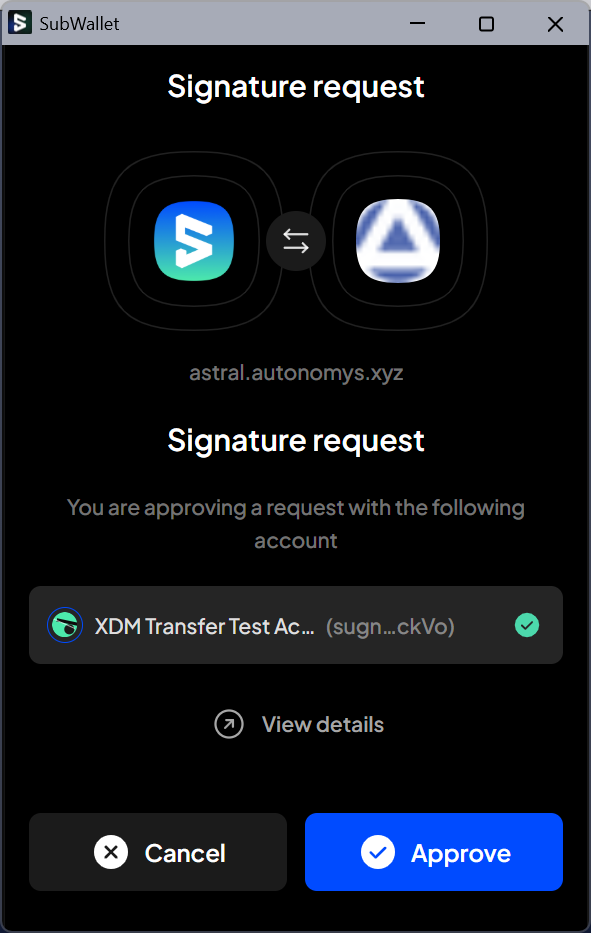 SubWallet
Signature request
astral.autonomys.xyz
Signature request
You are approving a request with the following
account
XDM Transfer Test Ac... (sugn...ckVo)
View details
Cancel
Approve